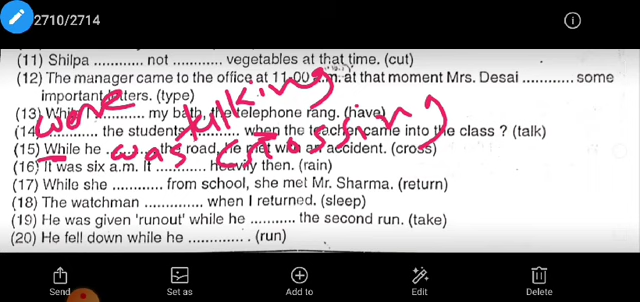 2710/2714
(11) Shilpa ............ not ............ vegetables at that time. (cut)
(12) The manager came to the office at 11-00 a.m. at that moment Mrs. Desai ............ some
important letters. (type)
(13) While I ............ my bath, the telephone rang. (have)
were talking
(14) ............ the students ............ when the teacher came into the class ? (talk)
(15) While he ............ the road, he met with an accident. (cross)
was crossing
(16) It was six a.m. It ............ heavily then. (rain)
(17) While she ............ from school, she met Mr. Sharma. (return)
(18) The watchman ............... when I returned. (sleep)
(19) He was given 'runout' while he ........... the second run. (take)
(20) He fell down while he .............. . (run)
Send Set as Add to Edit Delete